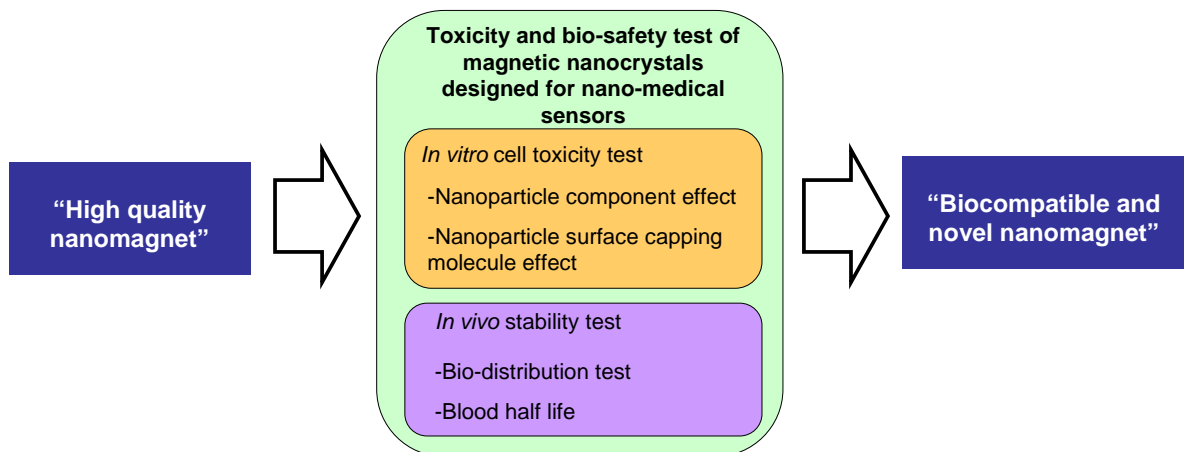 “High quality
nanomagnet”
Toxicity and bio-safety test of
magnetic nanocrystals
designed for nano-medical
sensors
In vitro cell toxicity test
-Nanoparticle component effect
-Nanoparticle surface capping
molecule effect
In vivo stability test
-Bio-distribution test
-Blood half life
“Biocompatible and
novel nanomagnet”